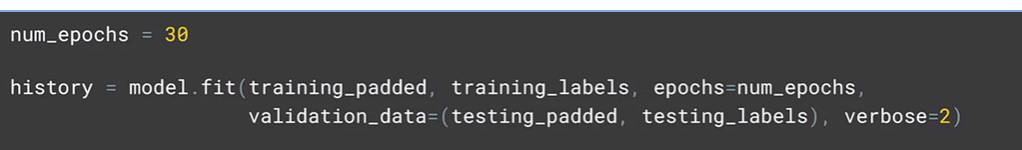 num_epochs = 30
history = model.fit(training_padded, training_labels, epochs=num_epochs,
validation_data=(testing_padded, testing_labels), verbose=2)